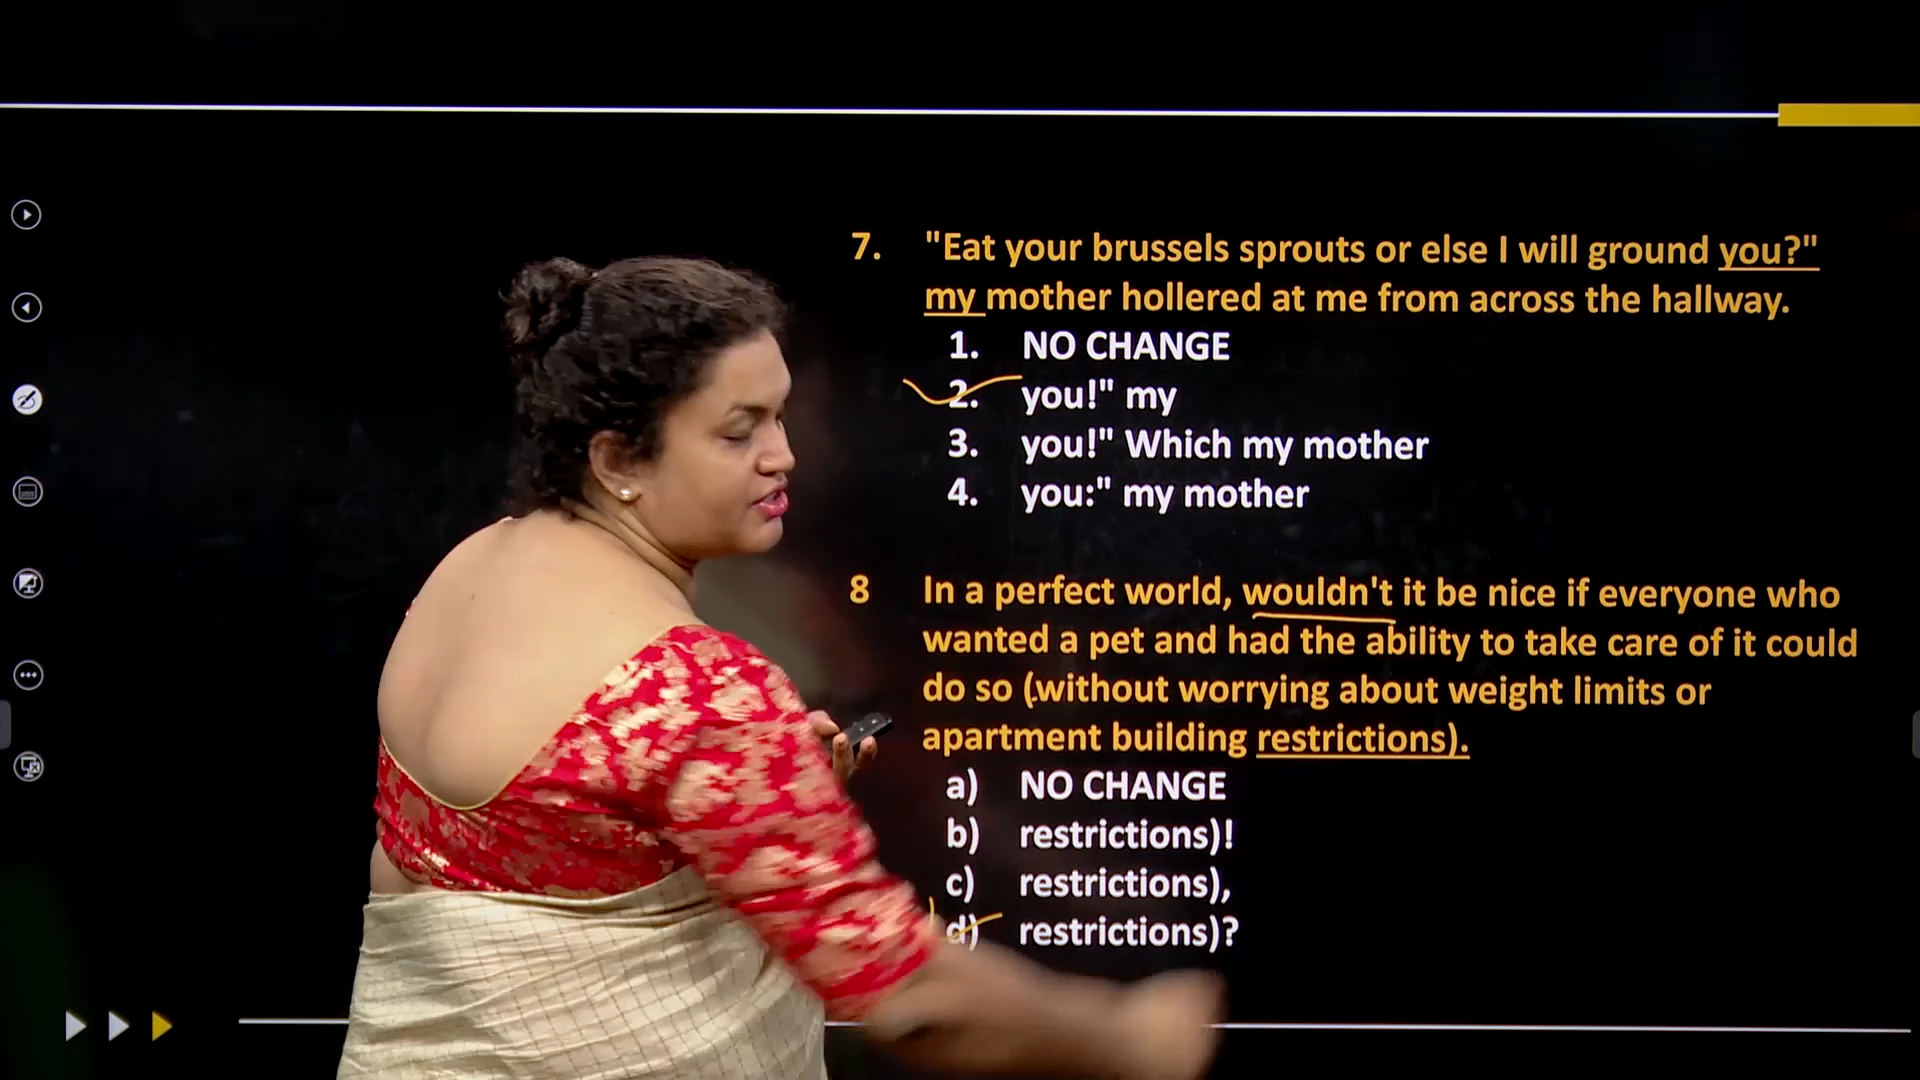 7. "Eat your brussels sprouts or else I will ground you?"
my mother hollered at me from across the hallway.
1. NO CHANGE
2. you!" my
3. you!" Which my mother
4. you:" my mother
8 In a perfect world, wouldn't it be nice if everyone who
wanted a pet and had the ability to take care of it could
do so (without worrying about weight limits or
apartment building restrictions).
a) NO CHANGE
b) restrictions)!
c) restrictions),
d) restrictions)?